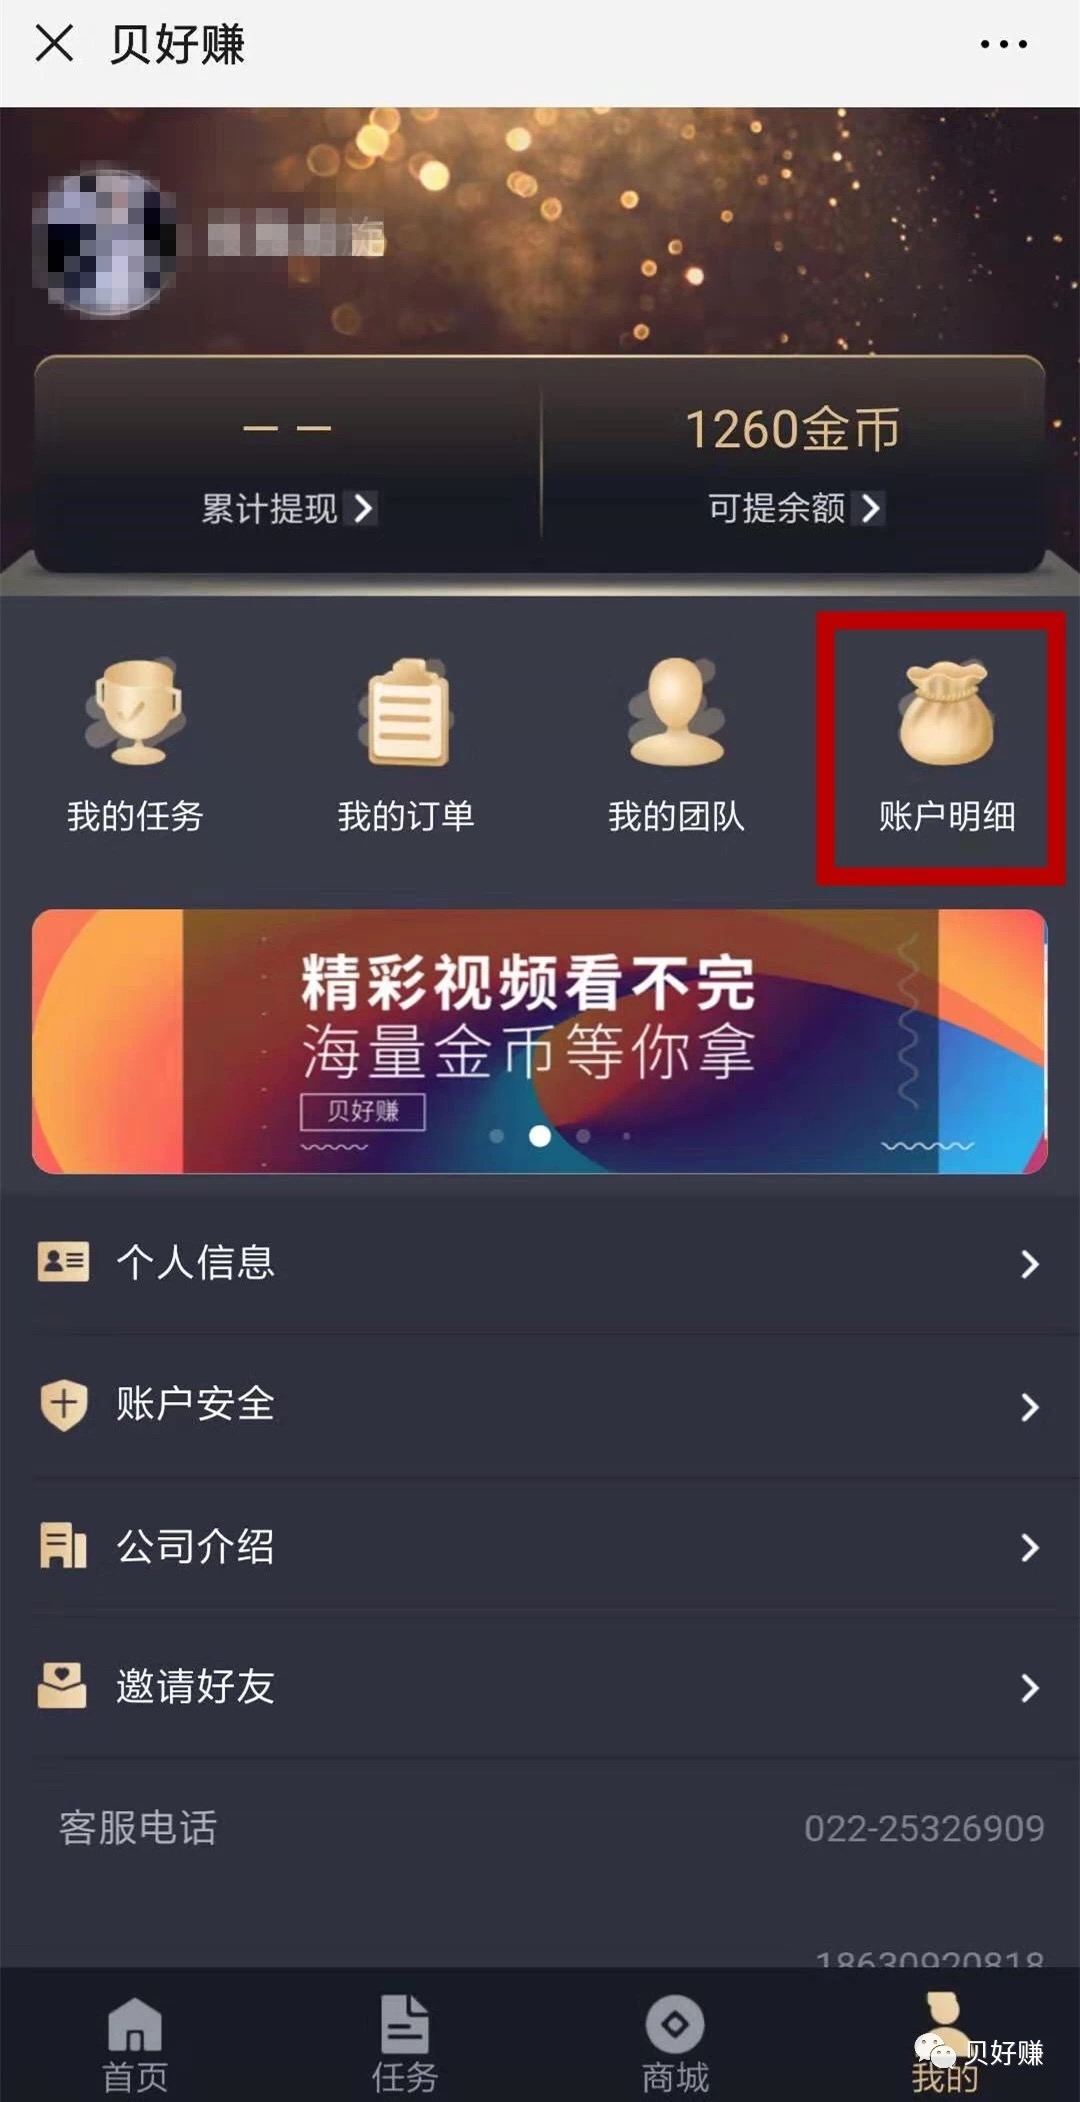 贝好赚
旋
1260金币
累计提现
可提余额
我的任务
我的订单
我的团队
账户明细
精彩视频看不完
海量金币等你拿
贝好赚
个人信息
账户安全
公司介绍
邀请好友
客服电话
022-25326909
18630920818
首页
任务
商城
我的
贝好赚